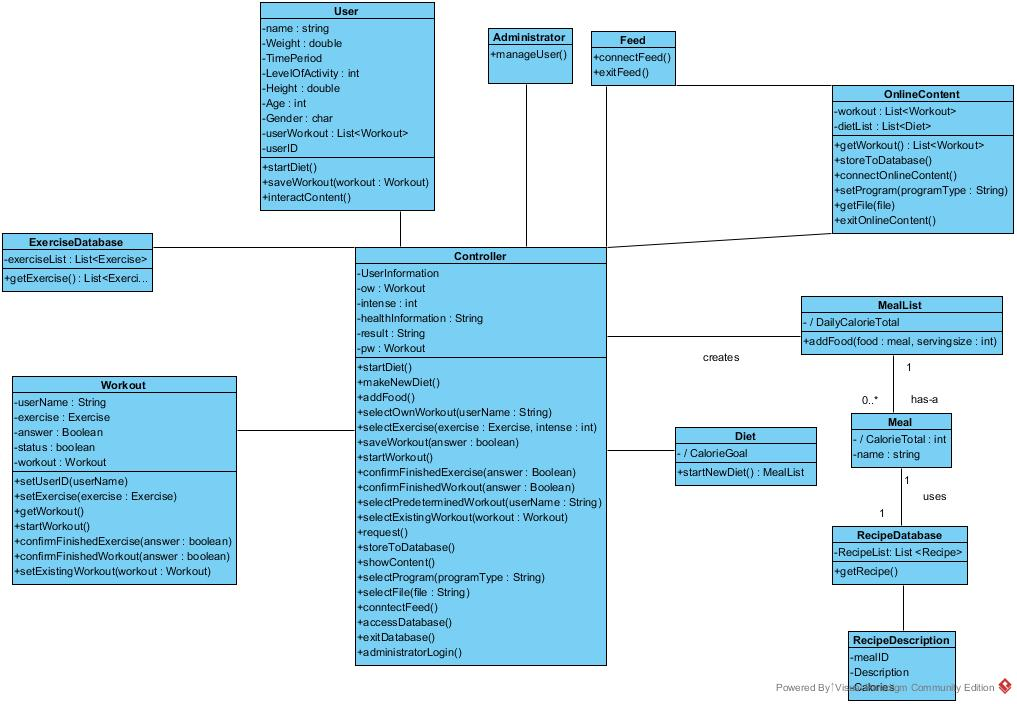 User
-name : string
-Weight : double
-TimePeriod
-LevelOfActivity : int
-Height : double
-Age : int
-Gender : char
-userWorkout : List<Workout>
-userID
+startDiet()
+saveWorkout(workout : Workout)
+interactContent()
Administrator
+manageUser()
Feed
+connectFeed()
+exitFeed()
OnlineContent
-workout : List<Workout>
-dietList : List<Diet>
+getWorkout() : List<Workout>
+storeToDatabase()
+connectOnlineContent()
+setProgram(programType : String)
+getFile(file)
+exitOnlineContent()
ExerciseDatabase
-exerciseList : List<Exercise>
+getExercise() : List<Exerci...
Controller
-UserInformation
-ow : Workout
-intense : int
-healthInformation : String
-result : String
-pw : Workout
+startDiet()
+makeNewDiet()
+addFood()
+selectOwnWorkout(userName : String)
+selectExercise(exercise : Exercise, intense : int)
+saveWorkout(answer : boolean)
+startWorkout()
+confirmFinishedExercise(answer : Boolean)
+confirmFinishedWorkout(answer : Boolean)
+selectPredeterminedWorkout(userName : String)
+selectExistingWorkout(workout : Workout)
+request()
+storeToDatabase()
+showContent()
+selectProgram(programType : String)
+selectFile(file : String)
+conntectFeed()
+accessDatabase()
+exitDatabase()
+administratorLogin()
Workout
-userName : String
-exercise : Exercise
-answer : Boolean
-status : boolean
-workout : Workout
+setUserID(userName)
+setExercise(exercise : Exercise)
+getWorkout()
+startWorkout()
+confirmFinishedExercise(answer : boolean)
+confirmFinishedWorkout(answer : boolean)
+setExistingWorkout(workout : Workout)
creates
MealList
- / DailyCalorieTotal
+addFood(food : meal, servingsize : int)
1
0..*
has-a
Meal
- / CalorieTotal : int
-name : string
Diet
- / CalorieGoal
+startNewDiet() : MealList
1
uses
1
RecipeDatabase
-RecipeList: List <Recipe>
+getRecipe()
RecipeDescription
-mealID
-Description
-Calories
Powered By Visual Paradigm Community Edition